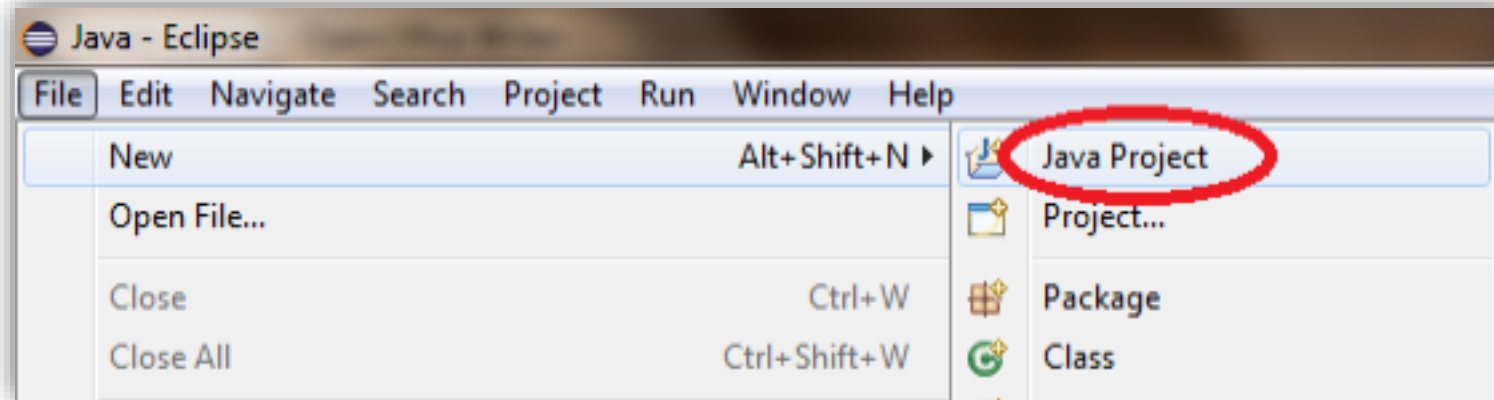 Java - Eclipse
File Edit Navigate Search Project Run Window Help
New Alt+Shift+N Java Project
Open File... Project...
Close Ctrl+W Package
Close All Ctrl+Shift+W Class